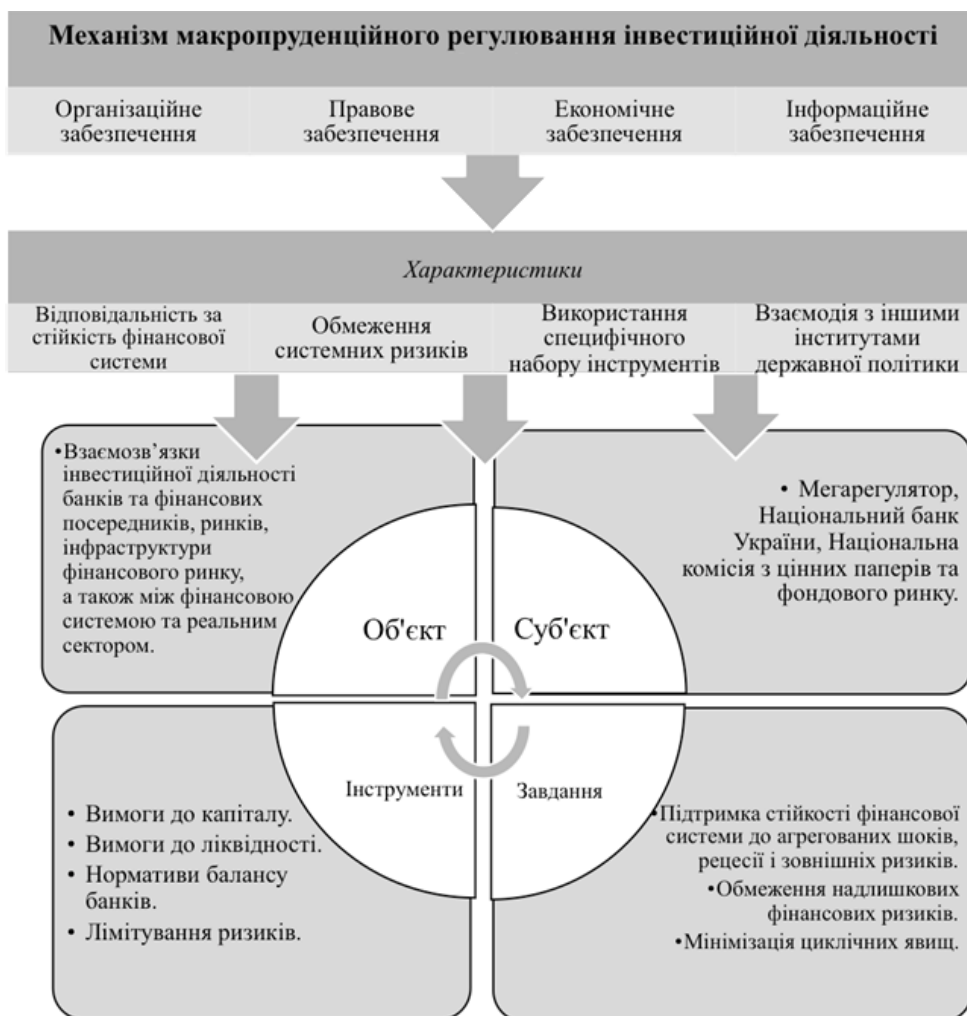 Механізм макропруденційного регулювання інвестиційної діяльності
Організаційне
забезпечення
Правове
забезпечення
Економічне
забезпечення
Інформаційне
забезпечення
Характеристики
Відповідальність за
стійкість фінансової
системи
Обмеження
системних ризиків
Використання
специфічного
набору інструментів
Взаємодія з іншими
інститутами
державної політики
•Взаємозв’язки
інвестиційної діяльності
банків та фінансових
посередників, ринків,
інфраструктури
фінансового ринку,
а також між фінансовою
системою та реальним
сектором.
Об'єкт
• Мегарегулятор,
Національний банк
України, Національна
комісія з цінних паперів та
фондового ринку.
Суб'єкт
Інструменти
• Вимоги до капіталу.
• Вимоги до ліквідності.
• Нормативи балансу
банків.
• Лімітування ризиків.
Завдання
•Підтримка стійкості фінансової
системи до агрегованих шоків,
рецесії і зовнішніх ризиків.
•Обмеження надлишкових
фінансових ризиків.
•Мінімізація циклічних явищ.